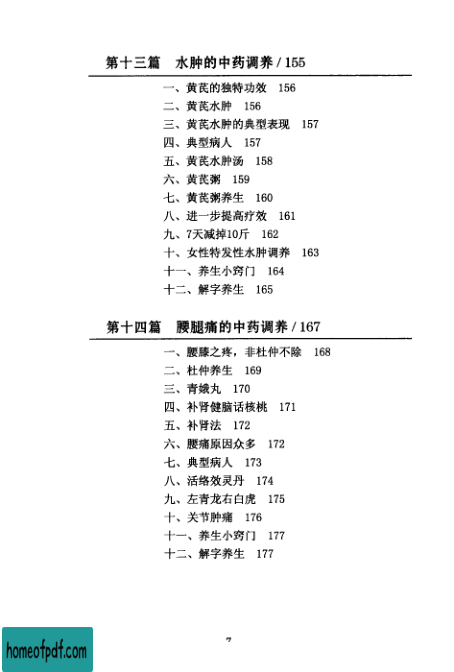 第十三篇 水肿的中药调养/155
一、黄芪的独特功效 156
二、黄芪水肿 156
三、黄芪水肿的典型表现 157
四、典型病人 157
五、黄芪水肿汤 158
六、黄芪粥 159
七、黄芪粥养生 160
八、进一步提高疗效 161
九、7天减掉10斤 162
十、女性特发性水肿调养 163
十一、养生小窍门 164
十二、解字养生 165
第十四篇 腰腿痛的中药调养/167
一、腰膝之疼，非杜仲不除 168
二、杜仲养生 169
三、青娥丸 170
四、补肾健脑话核桃 171
五、补肾法 172
六、腰痛原因众多 172
七、典型病人 173
八、活络效灵丹 174
九、左青龙右白虎 175
十、关节肿痛 176
十一、养生小窍门 177
十二、解字养生 177
homeofpdf.com